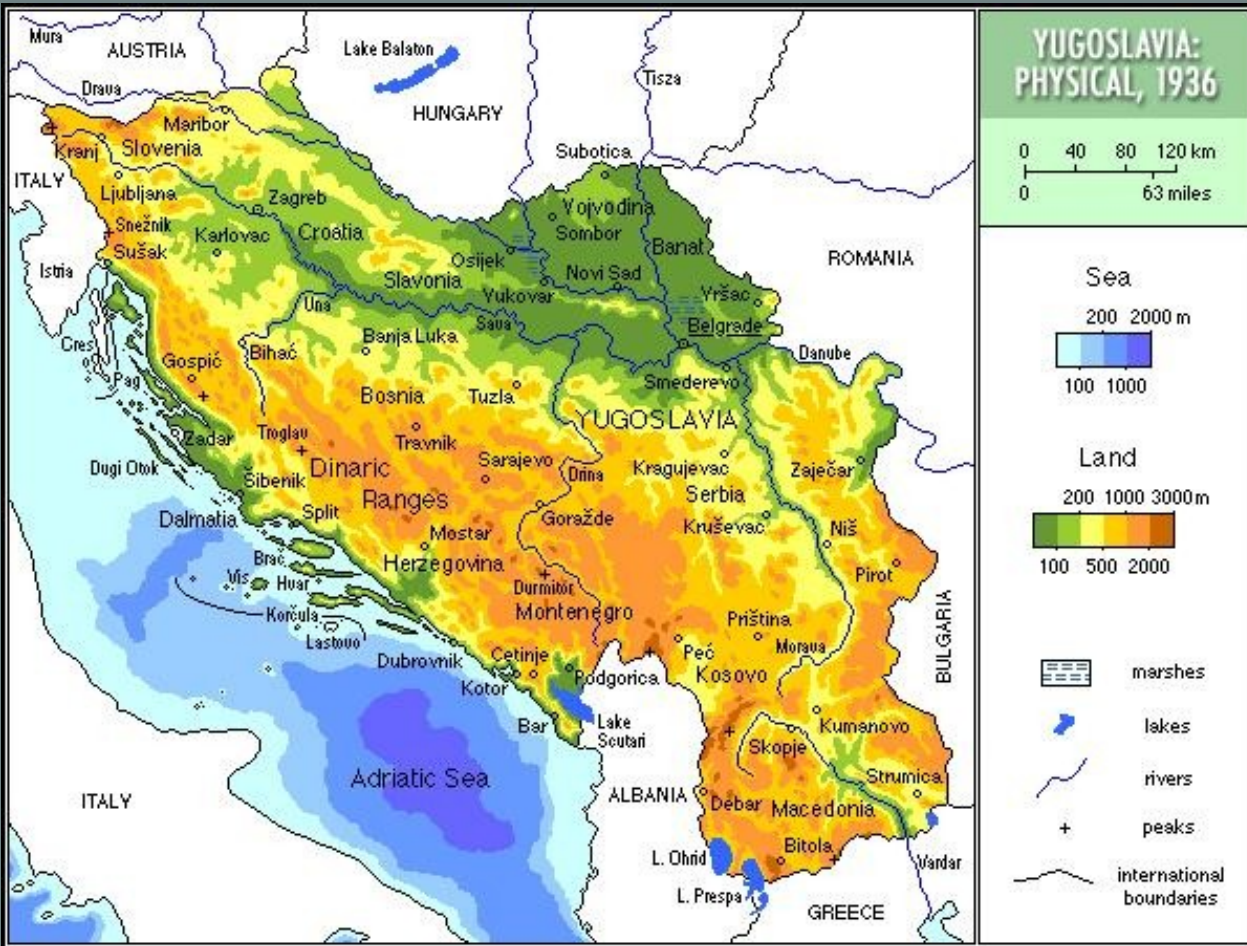 YUGOSLAVIA:
PHYSICAL, 1936
0 40 80 120 km
0 63 miles
Sea
200 2000 m
100 1000
Land
200 1000 3000 m
100 500 2000
marshes
lakes
rivers
peaks
international
boundaries
Mura
AUSTRIA
Lake Balaton
Tisza
Drava
HUNGARY
Maribor
Kranj
Slovenia
Subotica
ITALY
Ljubljana
Zagreb
Vojvodina
Snežnik
Karlovac
Croatia
Sombor
Banat
Sušak
Osijek
ROMANIA
Istria
Slavonia
Novi Sad
Yukovar
Yršac
Una
Sava
Belgrade
Cres
Banja Luka
Danube
Gospić
Bihać
Smederevo
Pag
Bosnia
Tuzla
YUGOSLAVIA
Zadar
Troglav
Travnik
Dugi Otok
Dinaric
Ranges
Sarajevo
Drina
Kragujevac
Zaječar
Šibenik
Serbia
Dalmatia
Split
Goražde
Kruševac
Niš
Mostar
Brač
Herzegovina
Pirot
Vis
Hvar
Durmitor
Korčula
Montenegro
Priština
BULGARIA
Lastovo
Morava
Dubrovnik
Cetinje
Peć
Kosovo
Kotor
Podgorica
Bar
Lake
Scutari
Kumanovo
Skopje
Adriatic Sea
Strumica
ITALY
ALBANIA
Debar
Macedonia
L. Ohrid
Bitola
Vardar
L. Prespa
GREECE